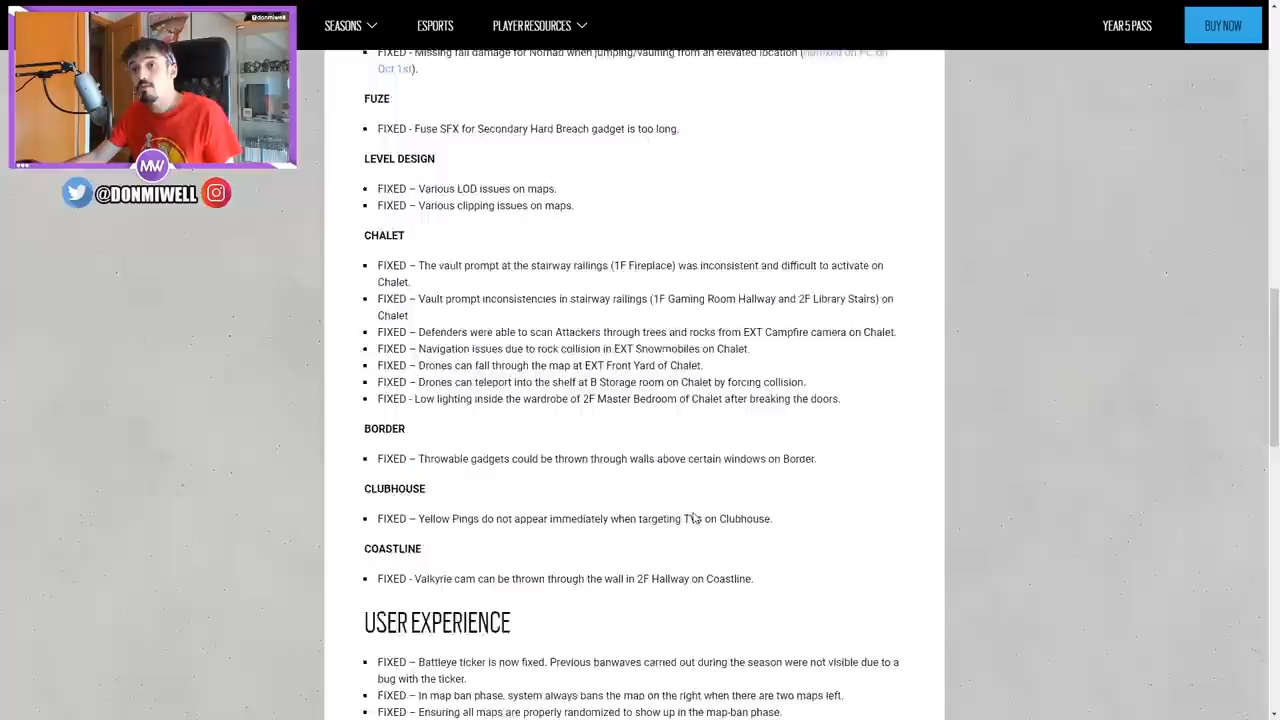 @donmiwell
SEASONS
ESPORTS
PLAYER RESOURCES
YEAR 5 PASS
BUY NOW
MW
@DONMIWELL
FIXED - Missing fall damage for Nomad when jumping/vaulting from an elevated location (hotfixed on PC on
Oct 1st).
FUZE
FIXED - Fuse SFX for Secondary Hard Breach gadget is too long.
LEVEL DESIGN
FIXED – Various LOD issues on maps.
FIXED – Various clipping issues on maps.
CHALET
FIXED – The vault prompt at the stairway railings (1F Fireplace) was inconsistent and difficult to activate on
Chalet.
FIXED – Vault prompt inconsistencies in stairway railings (1F Gaming Room Hallway and 2F Library Stairs) on
Chalet
FIXED – Defenders were able to scan Attackers through trees and rocks from EXT Campfire camera on Chalet.
FIXED – Navigation issues due to rock collision in EXT Snowmobiles on Chalet.
FIXED – Drones can fall through the map at EXT Front Yard of Chalet.
FIXED – Drones can teleport into the shelf at B Storage room on Chalet by forcing collision.
FIXED - Low lighting inside the wardrobe of 2F Master Bedroom of Chalet after breaking the doors.
BORDER
FIXED – Throwable gadgets could be thrown through walls above certain windows on Border.
CLUBHOUSE
FIXED – Yellow Pings do not appear immediately when targeting TVs on Clubhouse.
COASTLINE
FIXED - Valkyrie cam can be thrown through the wall in 2F Hallway on Coastline.
USER EXPERIENCE
FIXED – Battleye ticker is now fixed. Previous banwaves carried out during the season were not visible due to a
bug with the ticker.
FIXED – In map ban phase, system always bans the map on the right when there are two maps left.
FIXED – Ensuring all maps are properly randomized to show up in the map-ban phase.